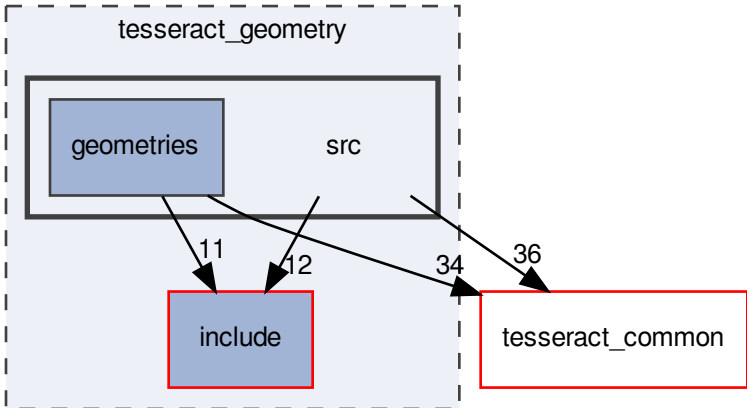 tesseract_geometry
geometries
src
11
12
34
36
include
tesseract_common